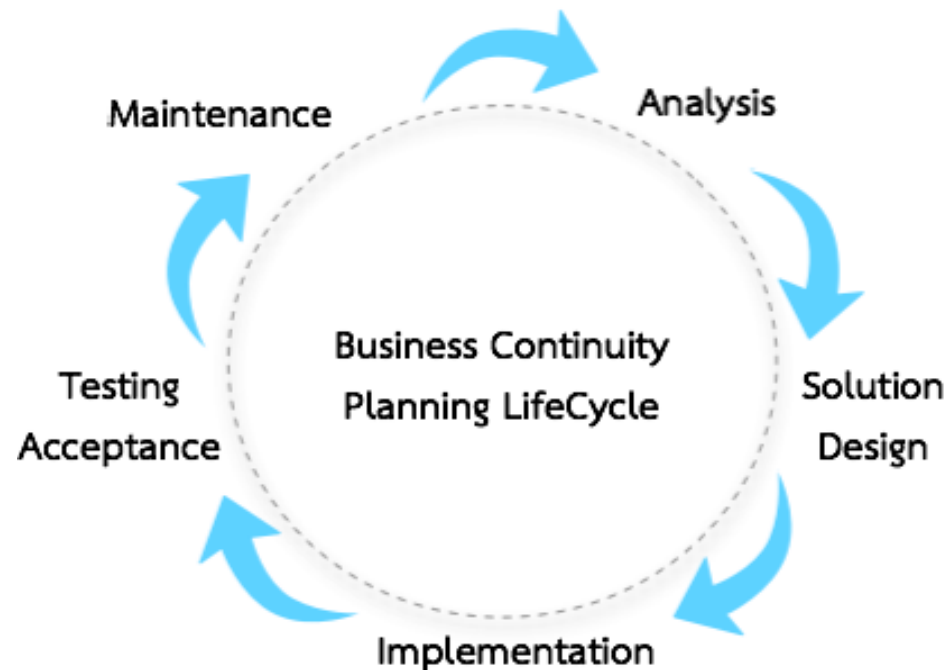 Maintenance
Analysis
Business Continuity
Planning LifeCycle
Testing
Acceptance
Solution
Design
Implementation